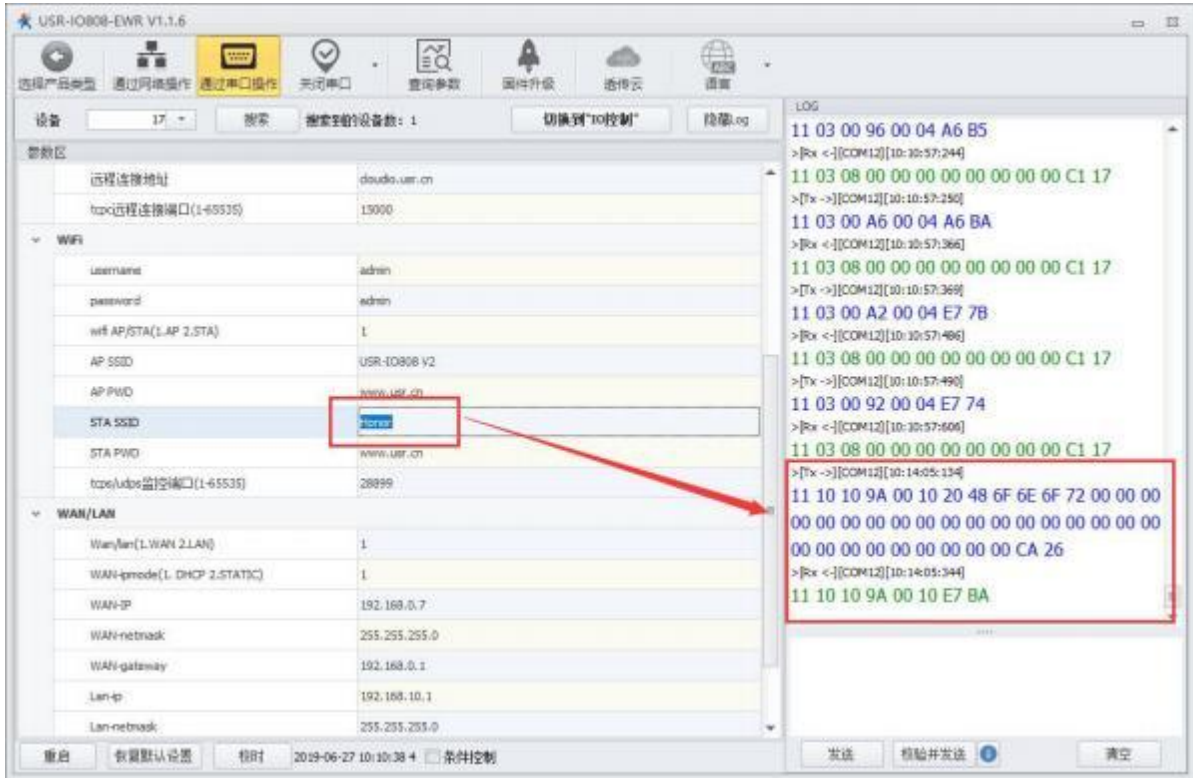 USR-IO808-EWR V1.1.6
选择产品类型 通过网络操作 通过串口操作 关闭串口 查询参数 固件升级 透传云 语言
设备 17 搜索 搜索到的设备数: 1 切换到"IO控制" 隐藏Log
参数区
远程连接地址 cloudio.usr.cn
tcpc远程连接端口(1-65535) 15000
WiFi
username admin
password admin
wifi AP/STA(1.AP 2.STA) 1
AP SSID USR-IO808 V2
AP PWD www.usr.cn
STA SSID Honor
STA PWD www.usr.cn
tcps/udps监控端口(1-65535) 28899
WAN/LAN
Wan/lan(1.WAN 2.LAN) 1
WAN-ipmode(1. DHCP 2.STATIC) 1
WAN-IP 192.168.0.7
WAN-netmask 255.255.255.0
WAN-gateway 192.168.0.1
Lan-ip 192.168.10.1
Lan-netmask 255.255.255.0
重启 恢复默认设置 校时 2019-06-27 10:10:38 4 条件控制
LOG
11 03 00 96 00 04 A6 B5
>[Rx <-][COM12][10:10:57:244]
11 03 08 00 00 00 00 00 00 00 00 C1 17
>[Tx ->][COM12][10:10:57:250]
11 03 00 A6 00 04 A6 BA
>[Rx <-][COM12][10:10:57:366]
11 03 08 00 00 00 00 00 00 00 00 C1 17
>[Tx ->][COM12][10:10:57:369]
11 03 00 A2 00 04 E7 7B
>[Rx <-][COM12][10:10:57:486]
11 03 08 00 00 00 00 00 00 00 00 C1 17
>[Tx ->][COM12][10:10:57:490]
11 03 00 92 00 04 E7 74
>[Rx <-][COM12][10:10:57:606]
11 03 08 00 00 00 00 00 00 00 00 C1 17
>[Tx ->][COM12][10:14:05:134]
11 10 10 9A 00 10 20 48 6F 6E 6F 72 00 00 00
00 00 00 00 00 00 00 00 00 00 00 00 00 00 00
00 00 00 00 00 00 00 00 00 CA 26
>[Rx <-][COM12][10:14:05:344]
11 10 10 9A 00 10 E7 BA
发送 校验并发送 清空